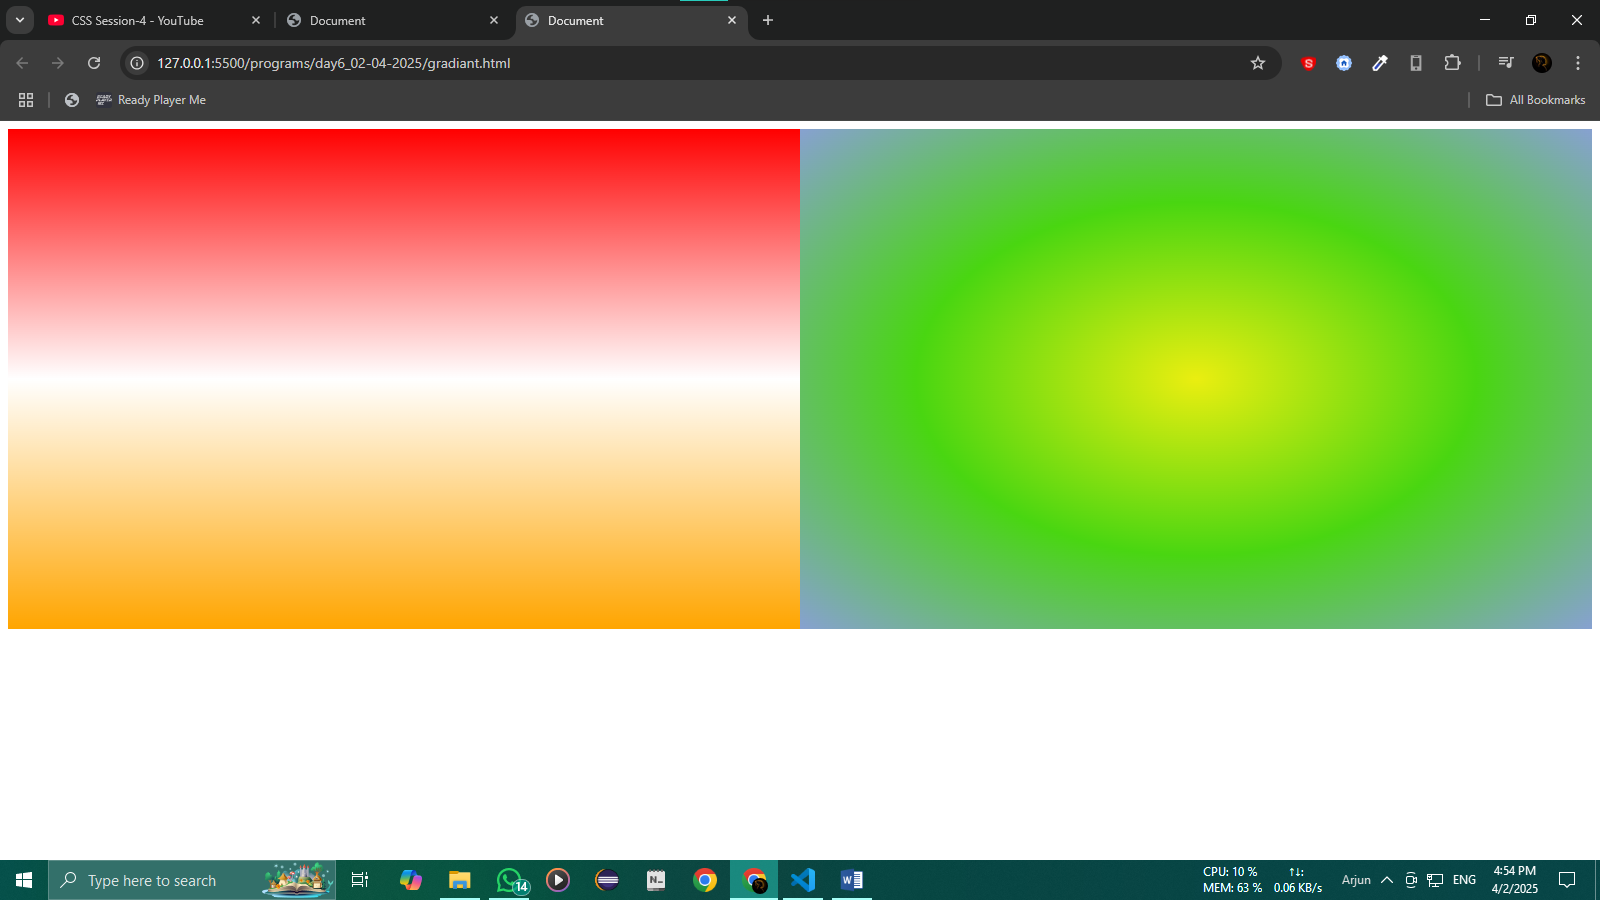 CSS Session-4 - YouTube
Document
Document
127.0.0.1:5500/programs/day6_02-04-2025/gradiant.html
Ready Player Me
All Bookmarks
Type here to search
14
CPU: 10 %
MEM: 63 %
0.06 KB/s
Arjun
ENG
4:54 PM
4/2/2025